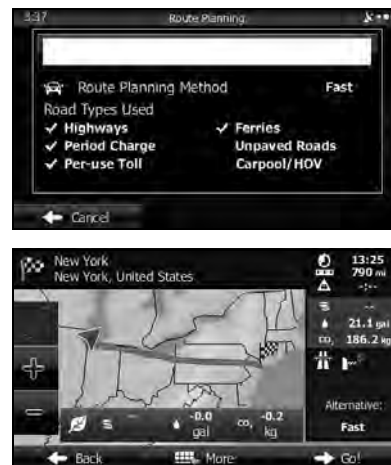 3:37 Route Planning
Route Planning Method Fast
Road Types Used
✓ Highways ✓ Ferries
✓ Period Charge Unpaved Roads
✓ Per-use Toll Carpool/HOV
Cancel
New York
New York, United States
13:25
790 mi
-:--
--
21.1 gal
CO₂ 186.2 kg
Alternative:
Fast
-- -0.0 gal CO₂ -0.2 kg
Back More Go!